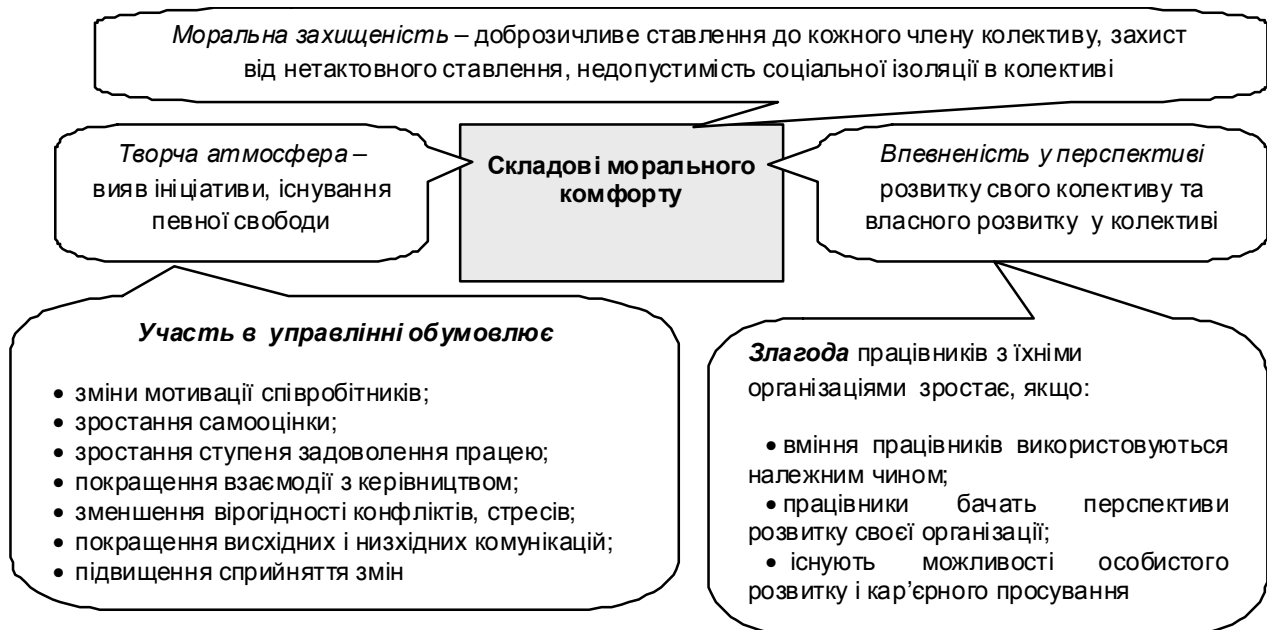 Моральна захищеність – доброзичливе ставлення до кожного члену колективу, захист
від нетактовного ставлення, недопустимість соціальної ізоляції в колективі
Творча атмосфера –
вияв ініціативи, існування
певної свободи
Складові морального
комфорту
Впевненість у перспективі
розвитку свого колективу та
власного розвитку у колективі
Участь в управлінні обумовлює
• зміни мотивації співробітників;
• зростання самооцінки;
• зростання ступеня задоволення працею;
• покращення взаємодії з керівництвом;
• зменшення вірогідності конфліктів, стресів;
• покращення висхідних і низхідних комунікацій;
• підвищення сприйняття змін
Злагода працівників з їхніми
організаціями зростає, якщо:
• вміння працівників використовуються
належним чином;
• працівники бачать перспективи
розвитку своєї організації;
• існують можливості особистого
розвитку і кар’єрного просування